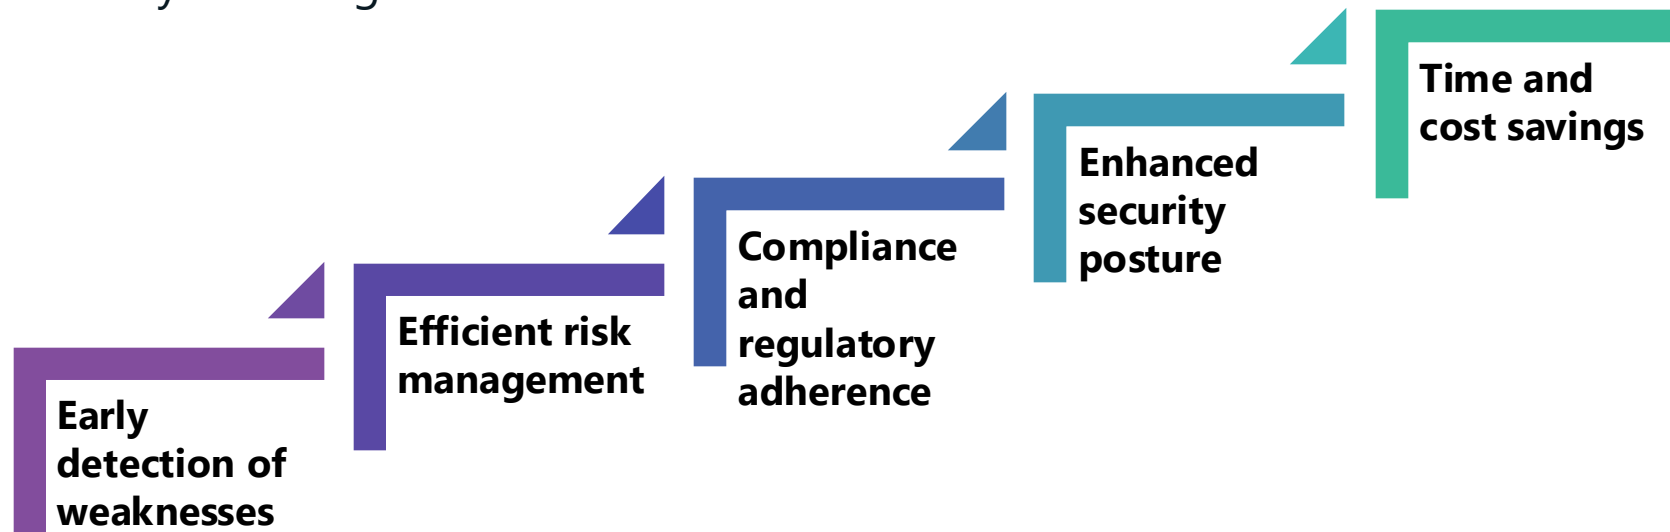 Early
detection of
weaknesses
Efficient risk
management
Compliance
and
regulatory
adherence
Enhanced
security
posture
Time and
cost savings